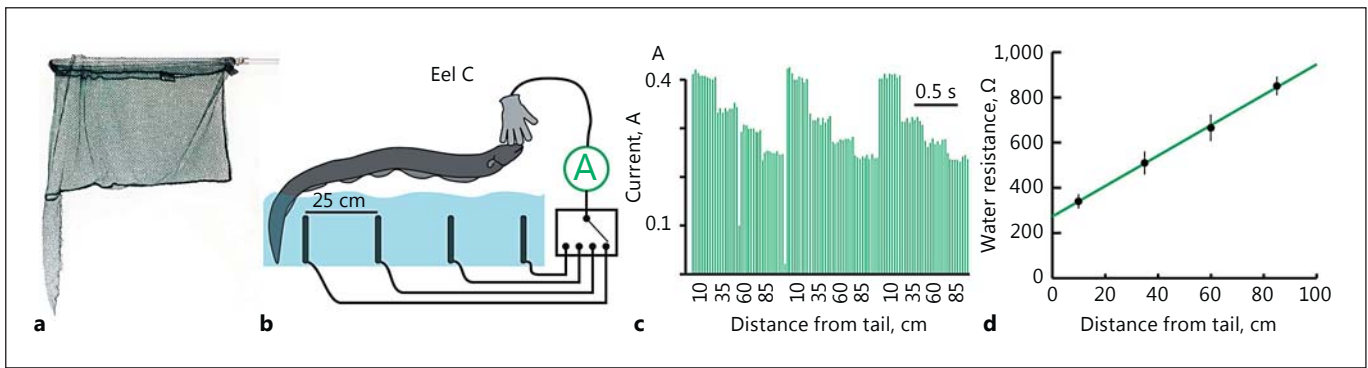 a
Eel C
A
25 cm
b
A
Current, A
0.4
0.1
0.5 s
10 35 60 85 10 35 60 85 10 35 60 85
Distance from tail, cm
c
Water resistance, Ω
1,000
800
600
400
200
0
0 20 40 60 80 100
Distance from tail, cm
d